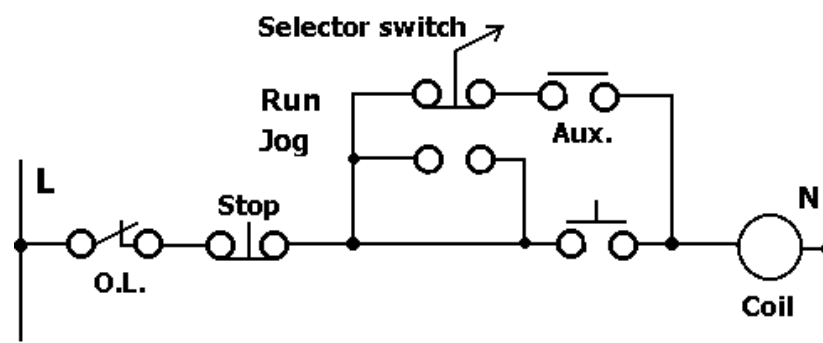 Selector switch
Run
Jog
Aux.
L
Stop
N
O.L.
Coil